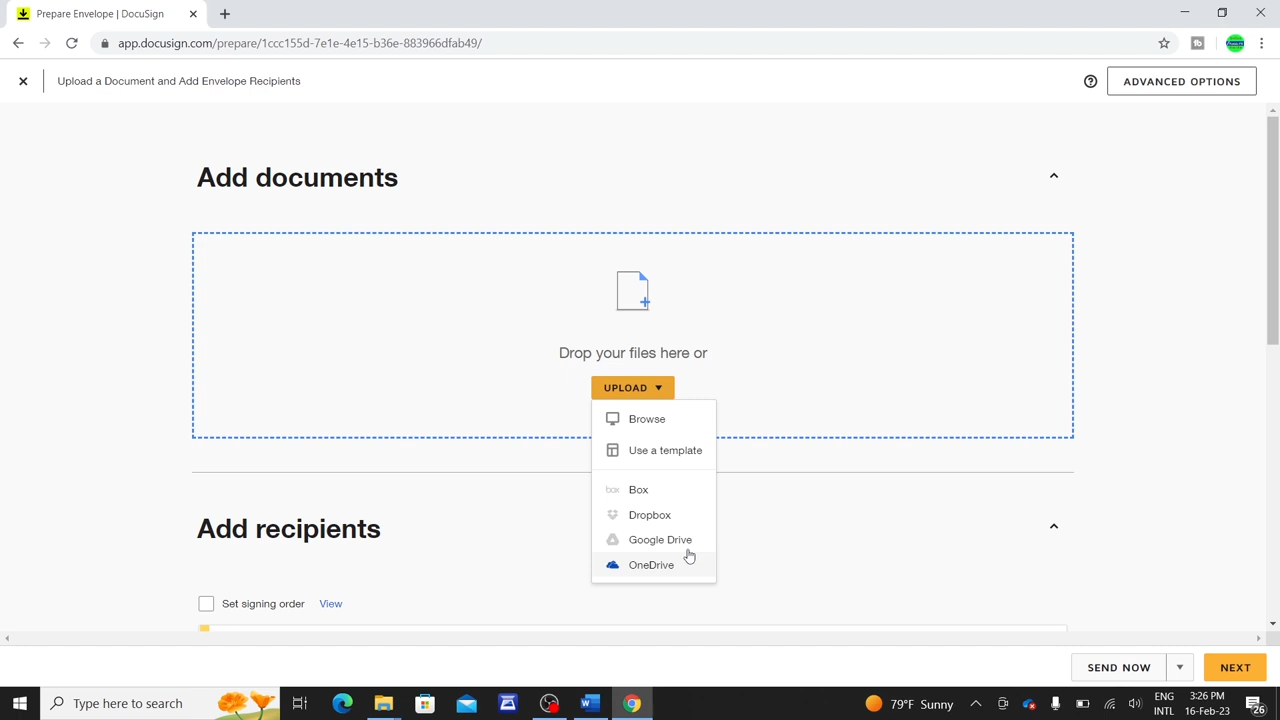 Prepare Envelope | DocuSign
app.docusign.com/prepare/1ccc155d-7e1e-4e15-b36e-883966dfab49/
Upload a Document and Add Envelope Recipients
ADVANCED OPTIONS
Add documents
Drop your files here or
UPLOAD
Browse
Use a template
box Box
Dropbox
Google Drive
OneDrive
Add recipients
Set signing order View
SEND NOW
NEXT
Type here to search
79°F Sunny
ENG
INTL
3:26 PM
16-Feb-23
26